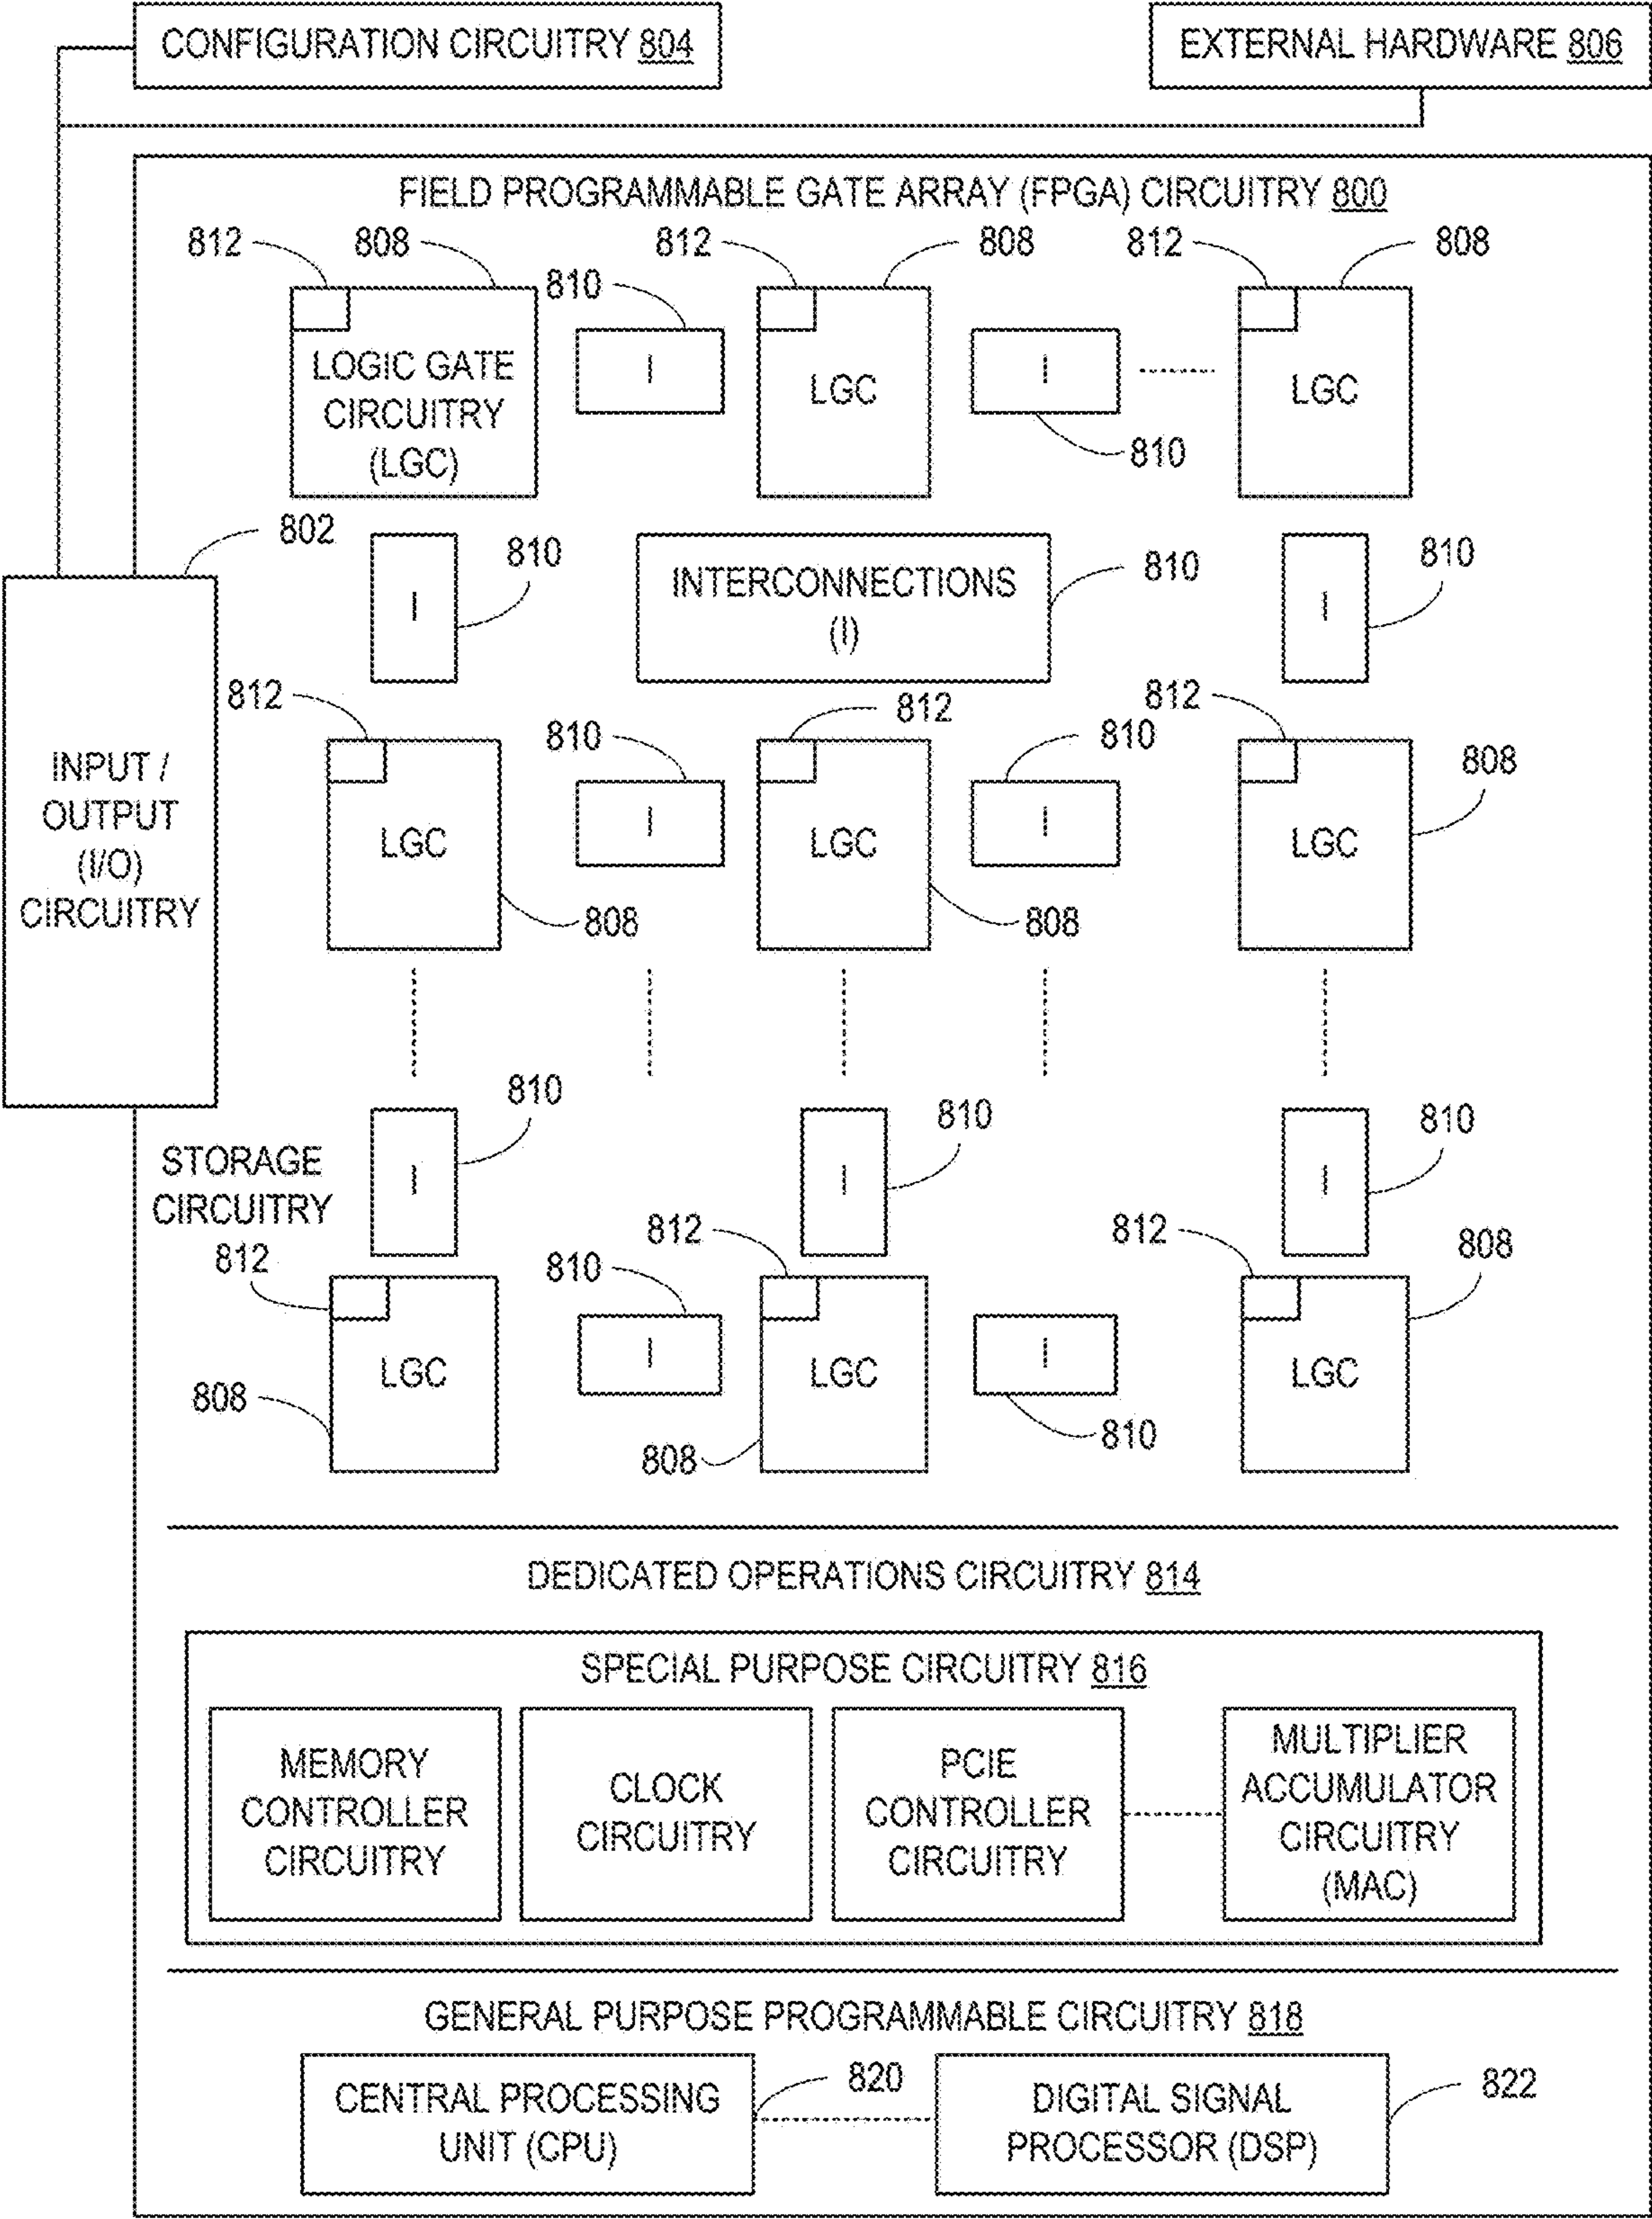 CONFIGURATION CIRCUITRY 804
EXTERNAL HARDWARE 806
FIELD PROGRAMMABLE GATE ARRAY (FPGA) CIRCUITRY 800
812
808
812
808
812
808
810
LOGIC GATE
CIRCUITRY
(LGC)
I
LGC
I
LGC
810
802
810
I
INTERCONNECTIONS
(I)
810
810
I
812
812
812
810
810
808
INPUT /
OUTPUT
(I/O)
CIRCUITRY
LGC
I
LGC
I
LGC
808
808
810
810
810
STORAGE
CIRCUITRY
812
I
I
I
812
812
808
810
LGC
I
LGC
I
LGC
808
808
810
DEDICATED OPERATIONS CIRCUITRY 814
SPECIAL PURPOSE CIRCUITRY 816
MEMORY
CONTROLLER
CIRCUITRY
CLOCK
CIRCUITRY
PCIE
CONTROLLER
CIRCUITRY
MULTIPLIER
ACCUMULATOR
CIRCUITRY
(MAC)
GENERAL PURPOSE PROGRAMMABLE CIRCUITRY 818
CENTRAL PROCESSING
UNIT (CPU)
820
DIGITAL SIGNAL
PROCESSOR (DSP)
822